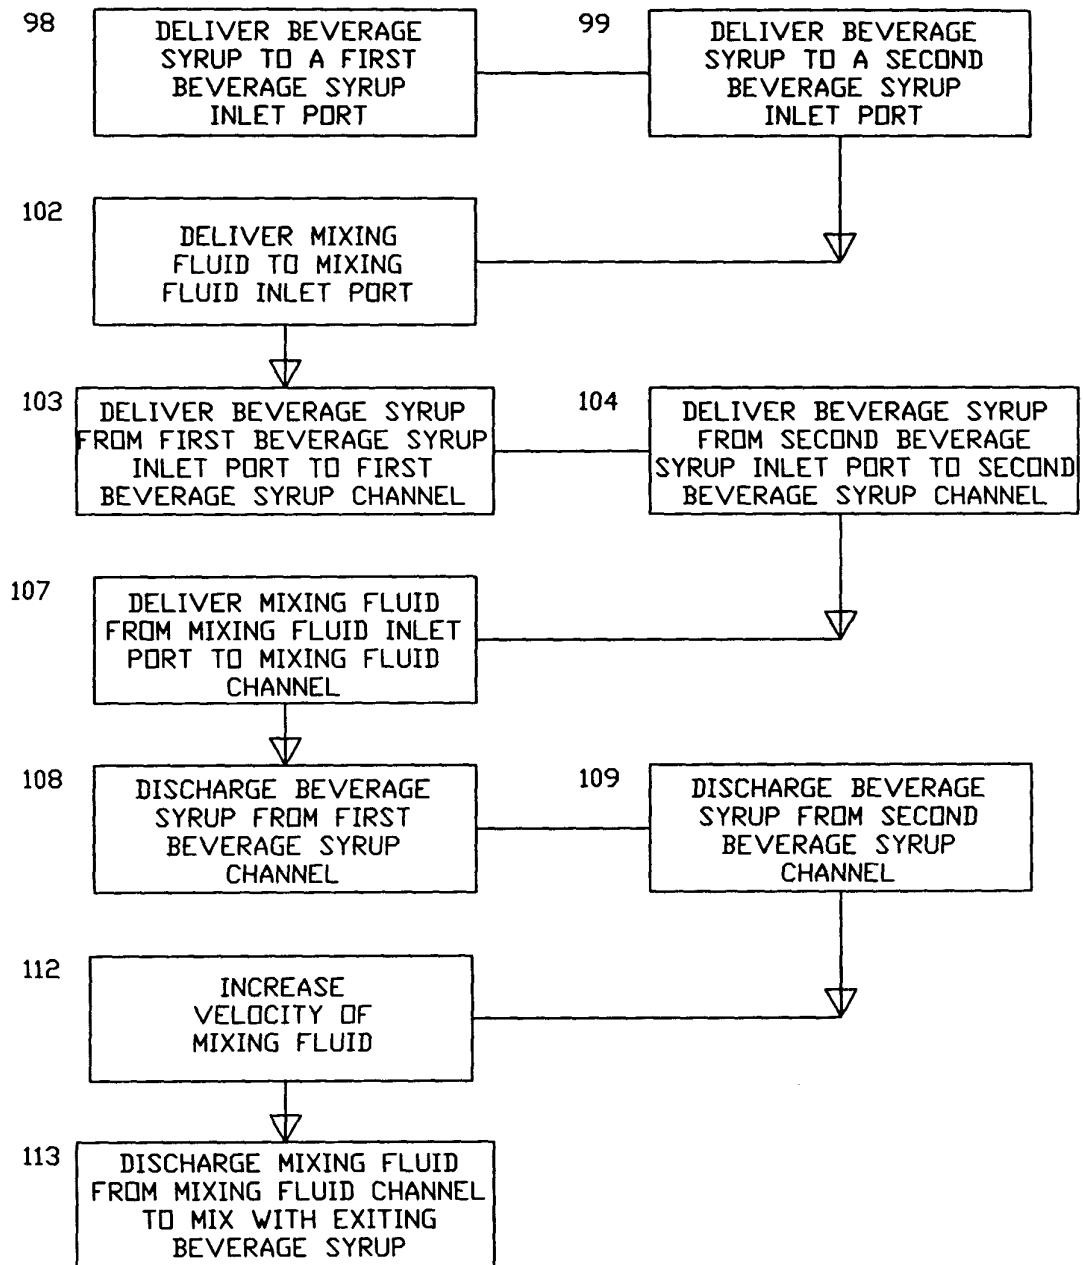 98
DELIVER BEVERAGE
SYRUP TO A FIRST
BEVERAGE SYRUP
INLET PORT
99
DELIVER BEVERAGE
SYRUP TO A SECOND
BEVERAGE SYRUP
INLET PORT
102
DELIVER MIXING
FLUID TO MIXING
FLUID INLET PORT
103
DELIVER BEVERAGE SYRUP
FROM FIRST BEVERAGE SYRUP
INLET PORT TO FIRST
BEVERAGE SYRUP CHANNEL
104
DELIVER BEVERAGE SYRUP
FROM SECOND BEVERAGE
SYRUP INLET PORT TO SECOND
BEVERAGE SYRUP CHANNEL
107
DELIVER MIXING FLUID
FROM MIXING FLUID INLET
PORT TO MIXING FLUID
CHANNEL
108
DISCHARGE BEVERAGE
SYRUP FROM FIRST
BEVERAGE SYRUP
CHANNEL
109
DISCHARGE BEVERAGE
SYRUP FROM SECOND
BEVERAGE SYRUP
CHANNEL
112
INCREASE
VELOCITY OF
MIXING FLUID
113
DISCHARGE MIXING FLUID
FROM MIXING FLUID CHANNEL
TO MIX WITH EXITING
BEVERAGE SYRUP